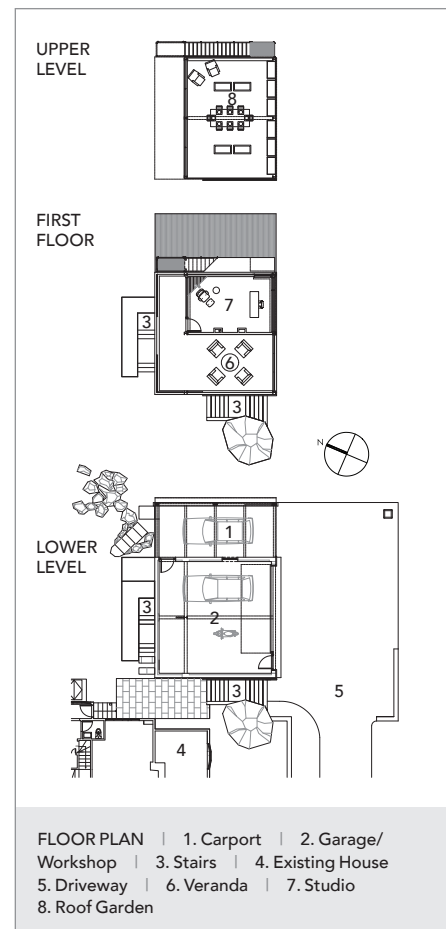 UPPER
LEVEL
8
FIRST
FLOOR
7
3
6
3
N
LOWER
LEVEL
1
3
2
3
5
4
FLOOR PLAN | 1. Carport | 2. Garage/
Workshop | 3. Stairs | 4. Existing House
5. Driveway | 6. Veranda | 7. Studio
8. Roof Garden